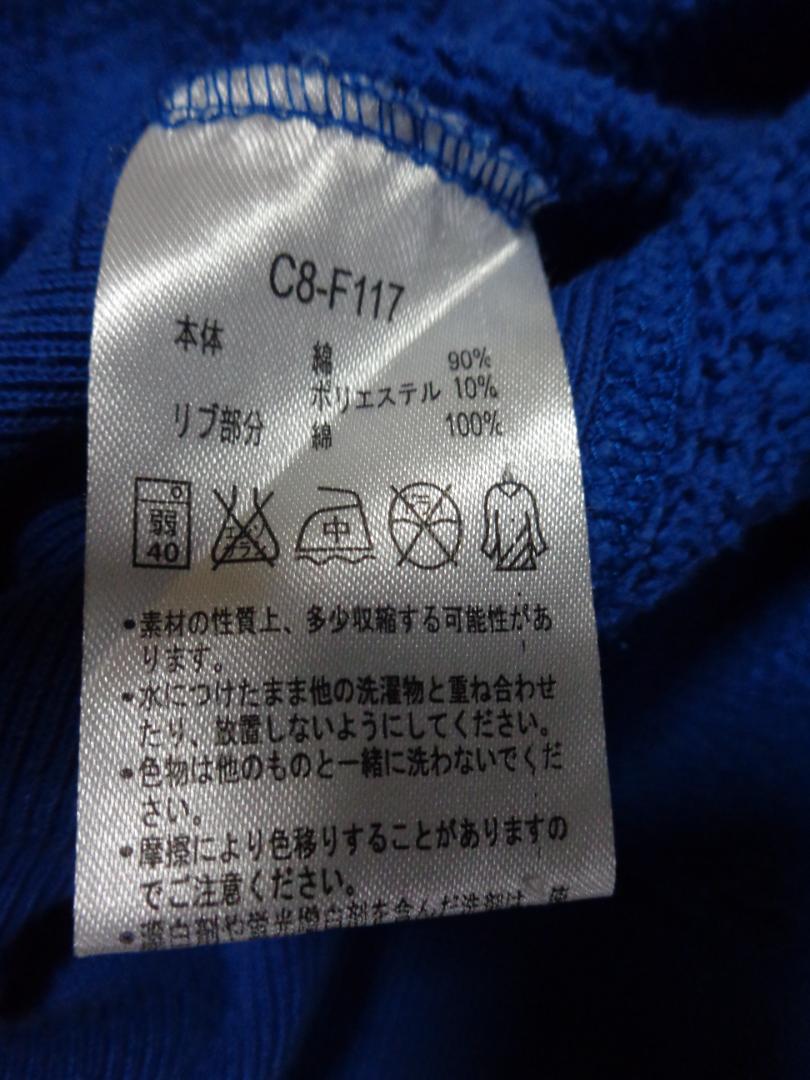 C8-F117
本体 綿 90%
ポリエステル 10%
リブ部分 綿 100%
弱 中
40
•素材の性質上、多少収縮する可能性があ
ります。
•水につけたまま他の洗濯物と重ね合わせ
たり、放置しないようにしてください。
•色物は他のものと一緒に洗わないでくだ
さい。
•摩擦により色移りすることがありますの
でご注意ください。